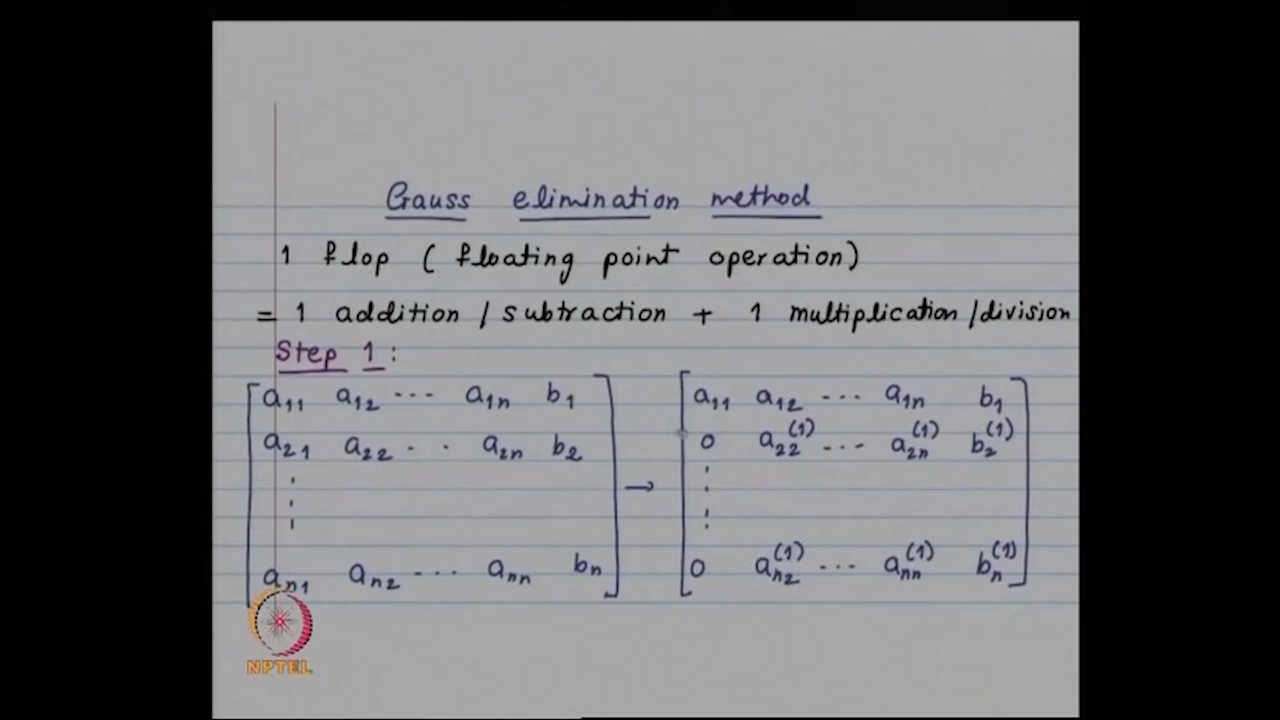 Gauss elimination method
1 flop ( floating point operation)
= 1 addition / subtraction + 1 multiplication /division
Step 1 :
a₁₁ a₁₂ --- a₁ₙ b₁ a₁₁ a₁₂ --- a₁ₙ b₁
a₂₁ a₂₂ - . . a₂ₙ b₂ 0 a₂₂⁽¹⁾ --- a₂ₙ⁽¹⁾ b₂⁽¹⁾
⋮ → ⋮
aₙ₁ aₙ₂ --- aₙₙ bₙ 0 aₙ₂⁽¹⁾ --- aₙₙ⁽¹⁾ bₙ⁽¹⁾
NPTEL